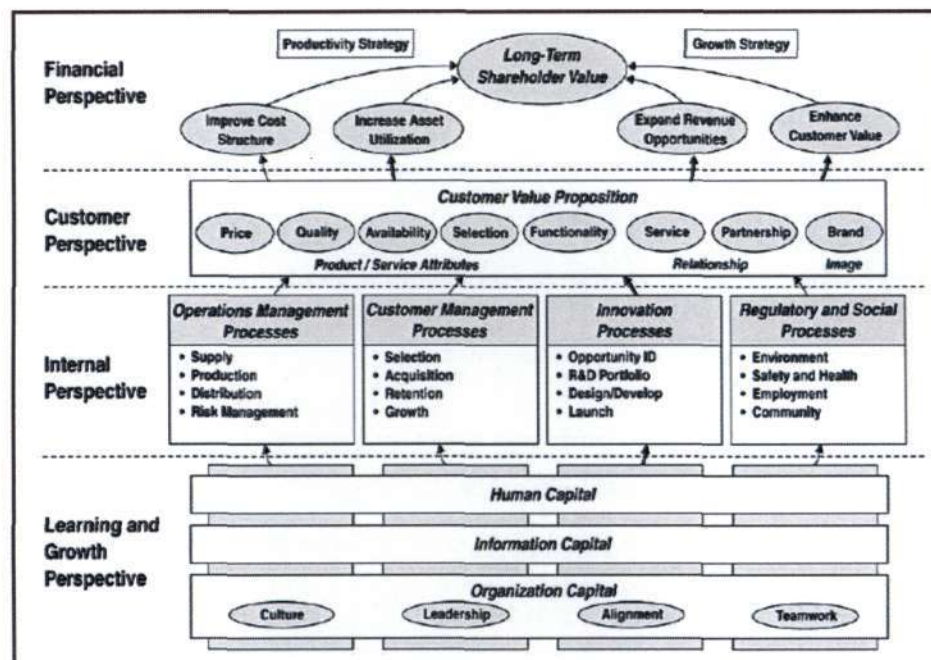 Productivity Strategy
Growth Strategy
Long-Term
Shareholder Value
Financial
Perspective
Improve Cost
Structure
Increase Asset
Utilization
Expand Revenue
Opportunities
Enhance
Customer Value
Customer
Perspective
Customer Value Proposition
Price
Quality
Availability
Selection
Functionality
Service
Partnership
Brand
Product / Service Attributes
Relationship
Image
Internal
Perspective
Operations Management
Processes
• Supply
• Production
• Distribution
• Risk Management
Customer Management
Processes
• Selection
• Acquisition
• Retention
• Growth
Innovation
Processes
• Opportunity ID
• R&D Portfolio
• Design/Develop
• Launch
Regulatory and Social
Processes
• Environment
• Safety and Health
• Employment
• Community
Learning and
Growth
Perspective
Human Capital
Information Capital
Organization Capital
Culture
Leadership
Alignment
Teamwork